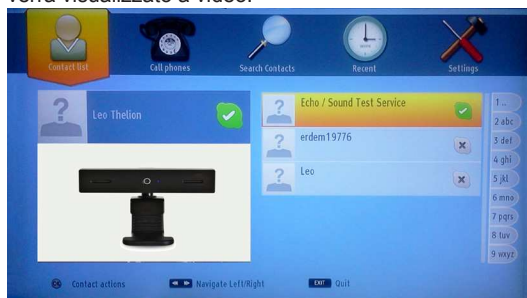 verrà visualizzato a video.
Contact list
Call phones
Search Contacts
Recent
Settings
Leo Thelion
Echo / Sound Test Service
erdem19776
Leo
1 ..
2 abc
3 def
4 ghi
5 jkl
6 mno
7 pqrs
8 tuv
9 wxyz
OK
Contact actions
Navigate Left/Right
EXIT
Quit